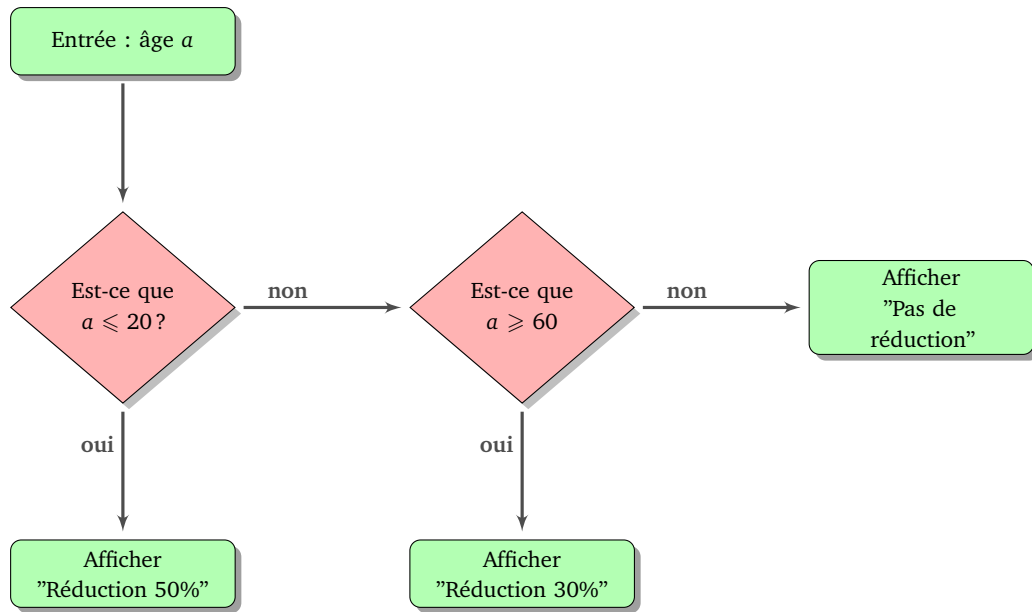 Entrée : âge a
Est-ce que
a ⩽ 20 ?
non
Est-ce que
a ⩾ 60
non
Afficher
”Pas de
réduction”
oui
oui
Afficher
”Réduction 50%”
Afficher
”Réduction 30%”